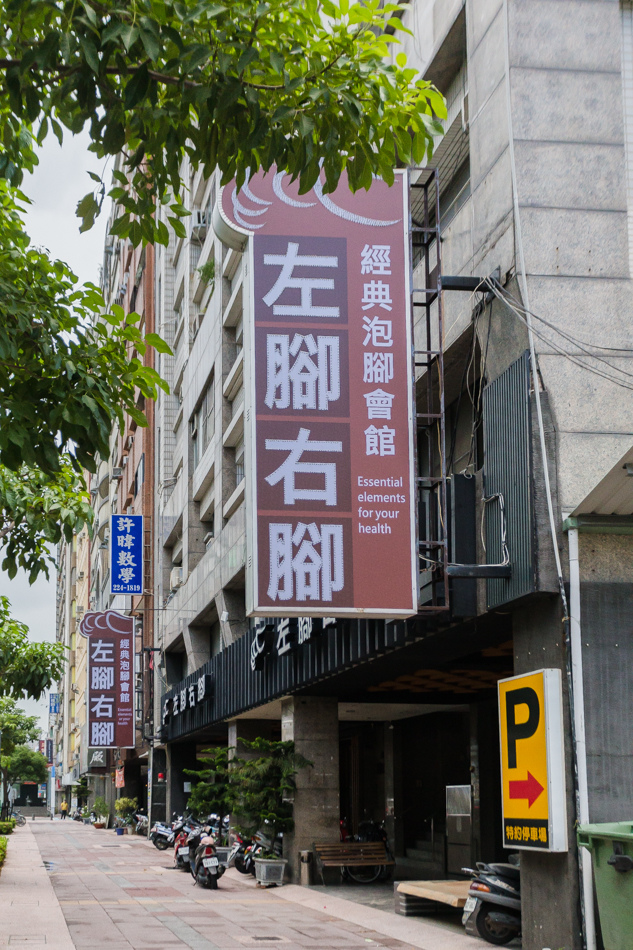 左腳右腳
經典泡腳會館
Essential
elements
for your
health
許暐數學
224-1819
左腳右腳
經典泡腳會館
左腳右腳
左腳
P
特約停車場